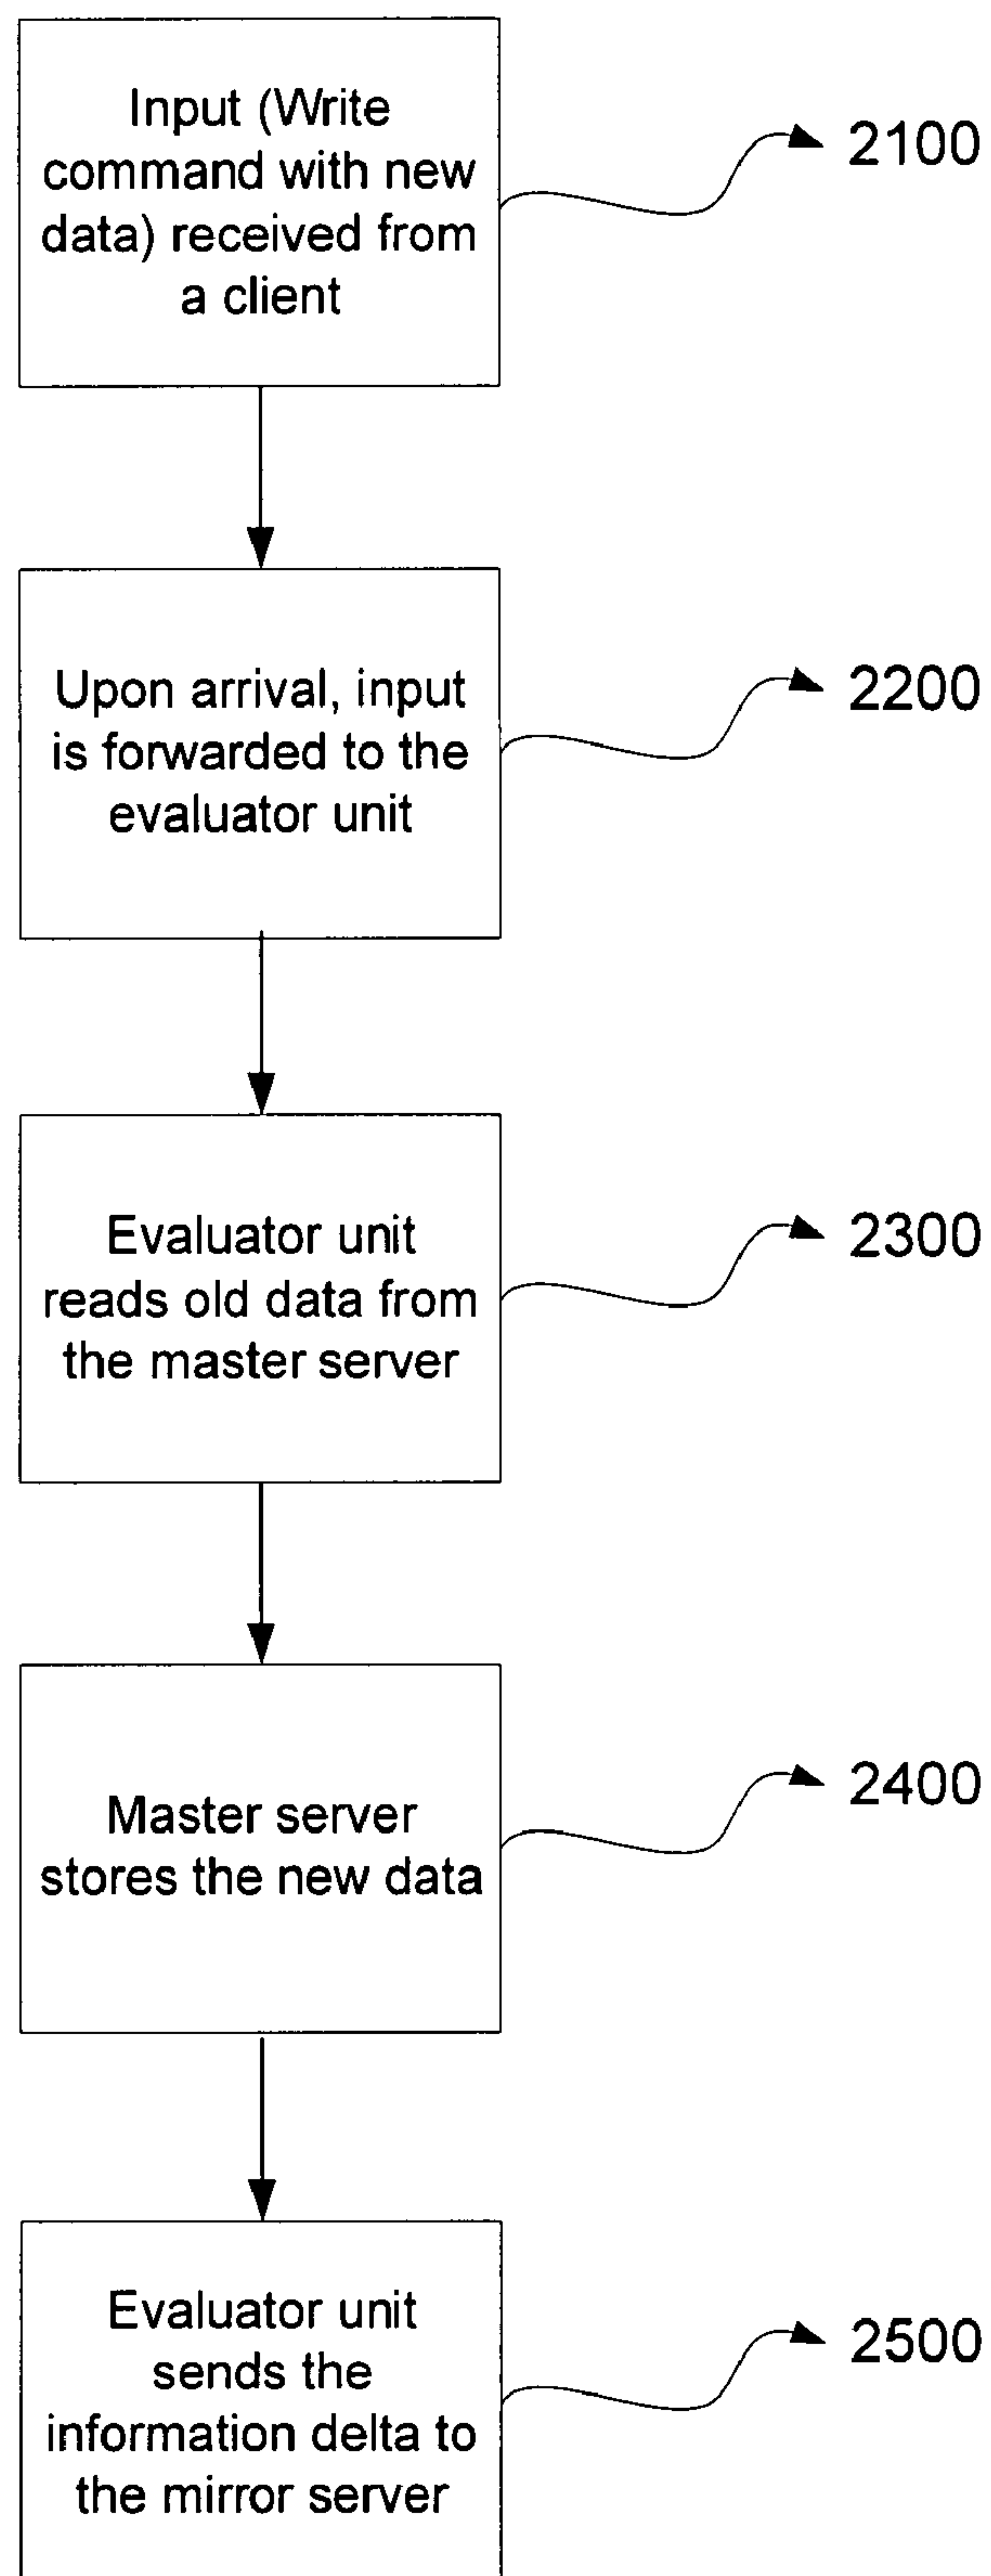 Input (Write
command with new
data) received from
a client
2100
Upon arrival, input
is forwarded to the
evaluator unit
2200
Evaluator unit
reads old data from
the master server
2300
Master server
stores the new data
2400
Evaluator unit
sends the
information delta to
the mirror server
2500